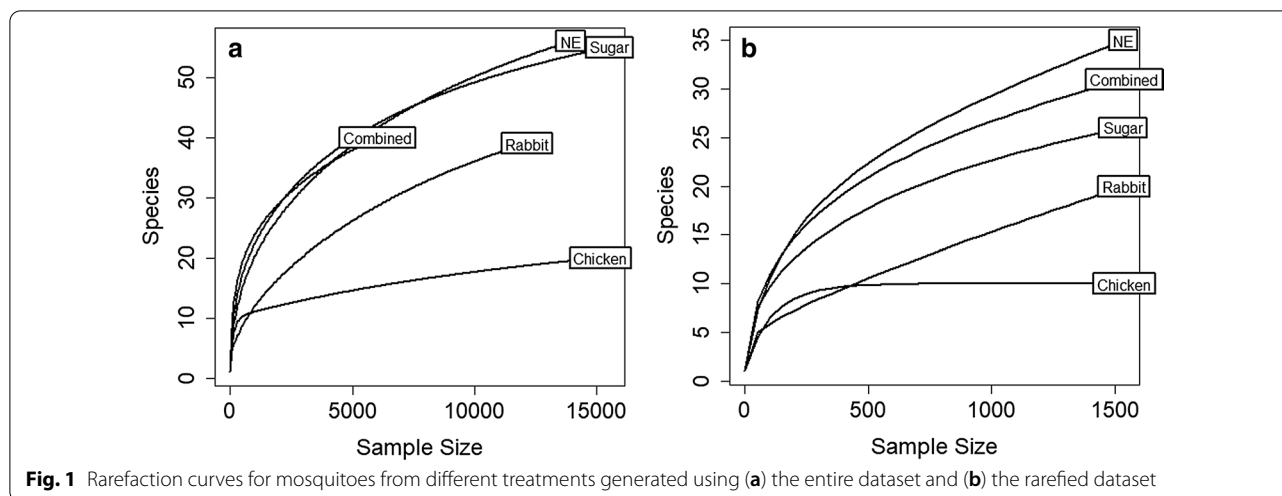 a
NE
Sugar
Combined
Rabbit
Chicken
Species
0
10
20
30
40
50
0
5000
10000
15000
Sample Size
b
NE
Combined
Sugar
Rabbit
Chicken
Species
0
5
10
15
20
25
30
35
0
500
1000
1500
Sample Size
Fig. 1 Rarefaction curves for mosquitoes from different treatments generated using (a) the entire dataset and (b) the rarefied dataset